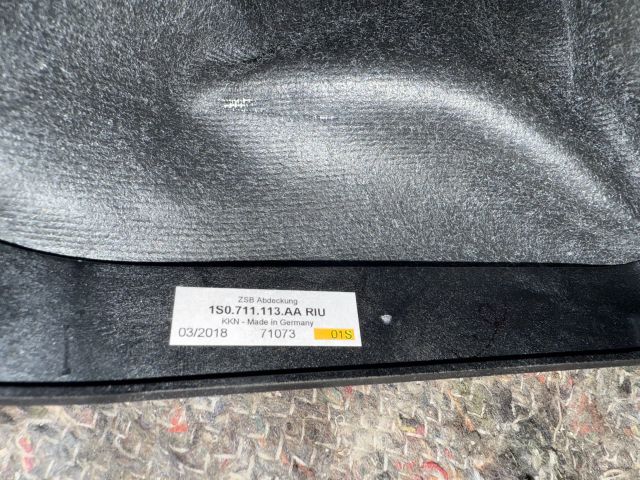 ZSB Abdeckung
1S0.711.113.AA RIU
KKN - Made in Germany
03/2018 71073 01S